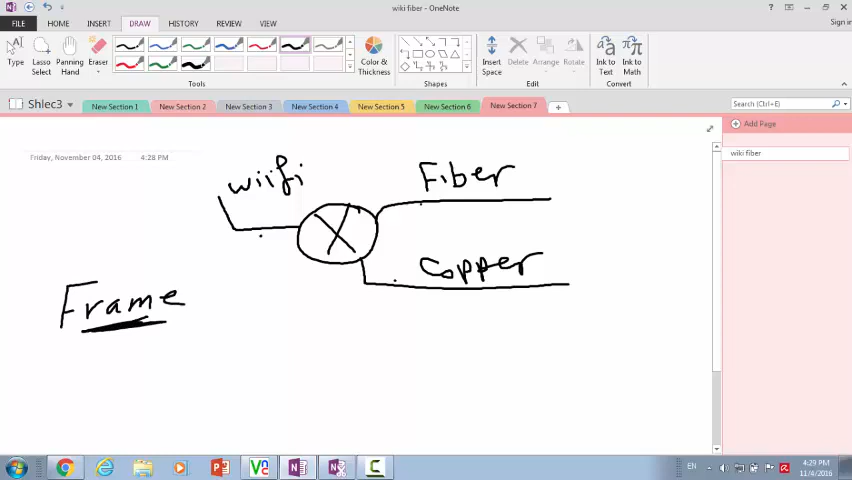 wiki fiber - OneNote
Sign in
FILE HOME INSERT DRAW HISTORY REVIEW VIEW
Type
Lasso
Select
Panning
Hand
Eraser
Color &
Thickness
Insert
Space
Delete
Arrange
Rotate
Ink to
Text
Ink to
Math
Tools
Shapes
Edit
Convert
Shlec3 New Section 1 New Section 2 New Section 3 New Section 4 New Section 5 New Section 6 New Section 7
Search (Ctrl+E)
Add Page
wiki fiber
Friday, November 04, 2016 4:28 PM
wiifi
Fiber
Copper
Frame
EN
4:29 PM
11/4/2016